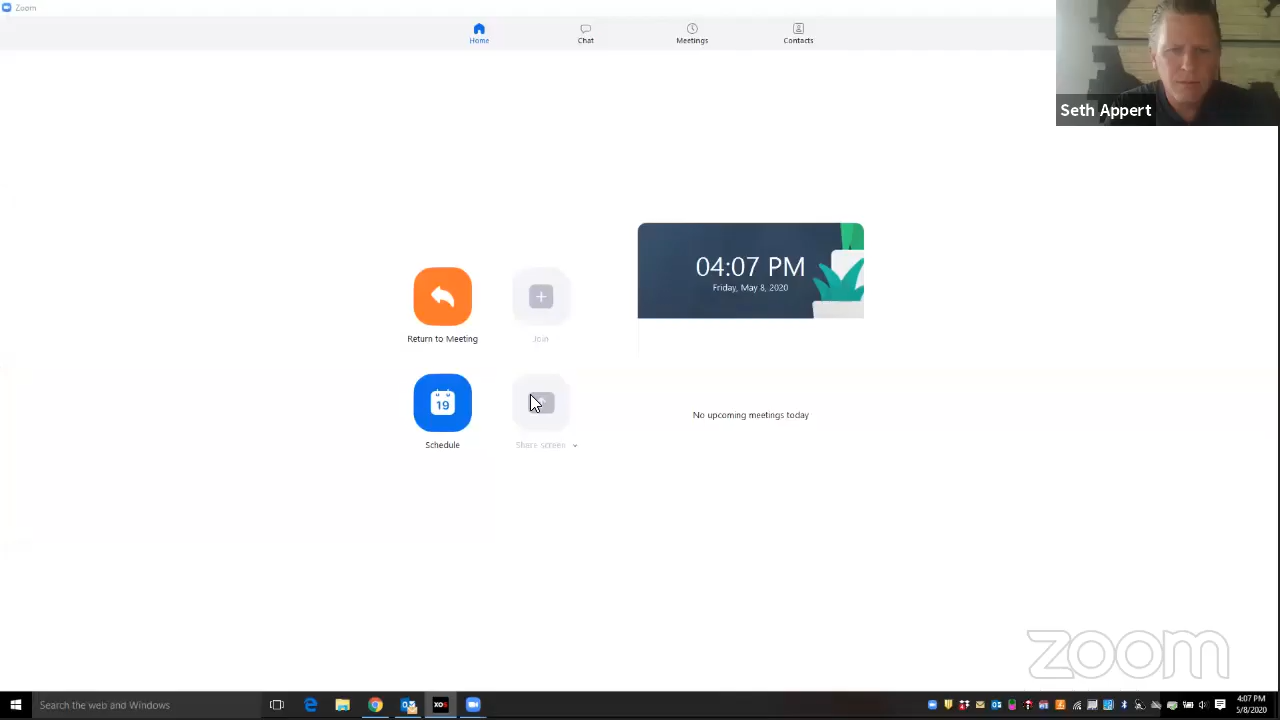 Zoom
Home
Chat
Meetings
Contacts
Seth Appert
04:07 PM
Friday, May 8, 2020
Return to Meeting
Join
19
Schedule
Share screen
No upcoming meetings today
zoom
Search the web and Windows
XOS
4:07 PM
5/8/2020